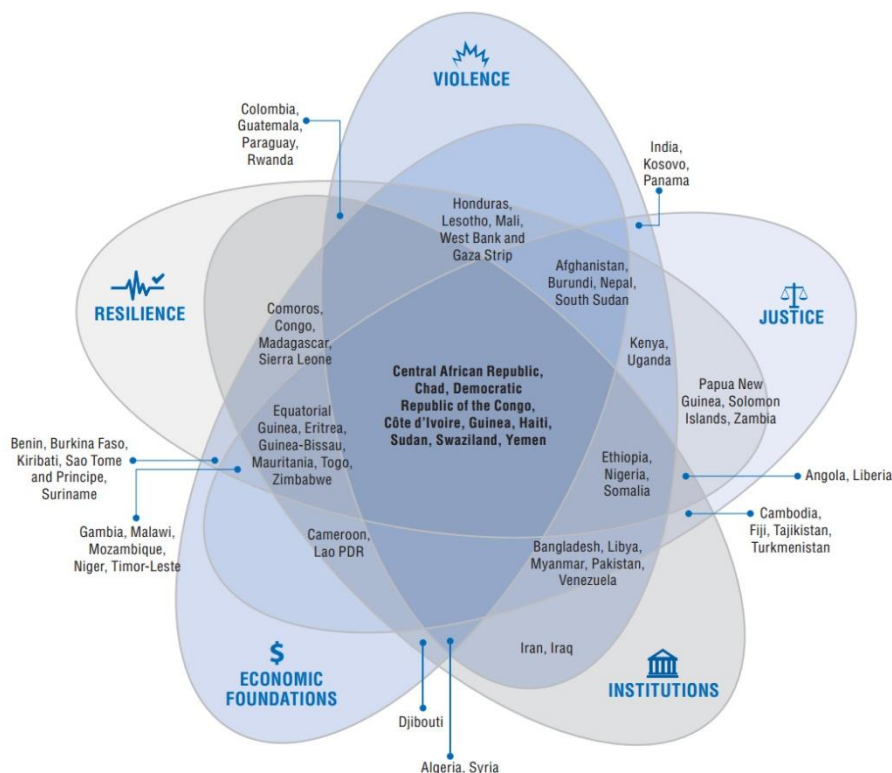 VIOLENCE
Colombia,
Guatemala,
Paraguay,
Rwanda
India,
Kosovo,
Panama
Honduras,
Lesotho, Mali,
West Bank and
Gaza Strip
Afghanistan,
Burundi, Nepal,
South Sudan
RESILIENCE
JUSTICE
Comoros,
Congo,
Madagascar,
Sierra Leone
Kenya,
Uganda
Central African Republic,
Chad, Democratic
Republic of the Congo,
Côte d'Ivoire, Guinea, Haiti,
Sudan, Swaziland, Yemen
Papua New
Guinea, Solomon
Islands, Zambia
Equatorial
Guinea, Eritrea,
Guinea-Bissau,
Mauritania, Togo,
Zimbabwe
Benin, Burkina Faso,
Kiribati, Sao Tome
and Principe,
Suriname
Ethiopia,
Nigeria,
Somalia
Angola, Liberia
Gambia, Malawi,
Mozambique,
Niger, Timor-Leste
Cambodia,
Fiji, Tajikistan,
Turkmenistan
Cameroon,
Lao PDR
Bangladesh, Libya,
Myanmar, Pakistan,
Venezuela
$
ECONOMIC
FOUNDATIONS
Iran, Iraq
INSTITUTIONS
Djibouti
Algeria, Syria